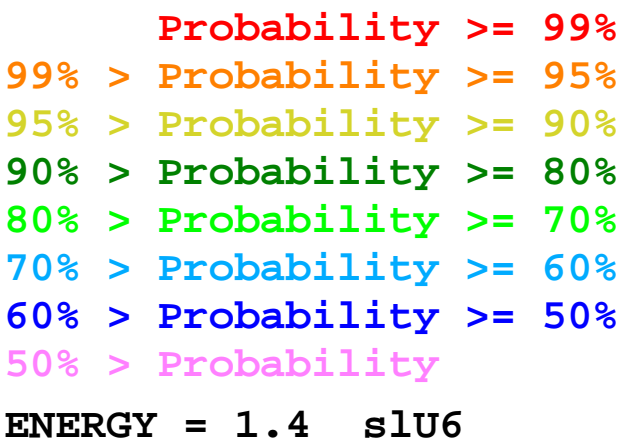 Probability >= 99%
99% > Probability >= 95%
95% > Probability >= 90%
90% > Probability >= 80%
80% > Probability >= 70%
70% > Probability >= 60%
60% > Probability >= 50%
50% > Probability
ENERGY = 1.4 slU6